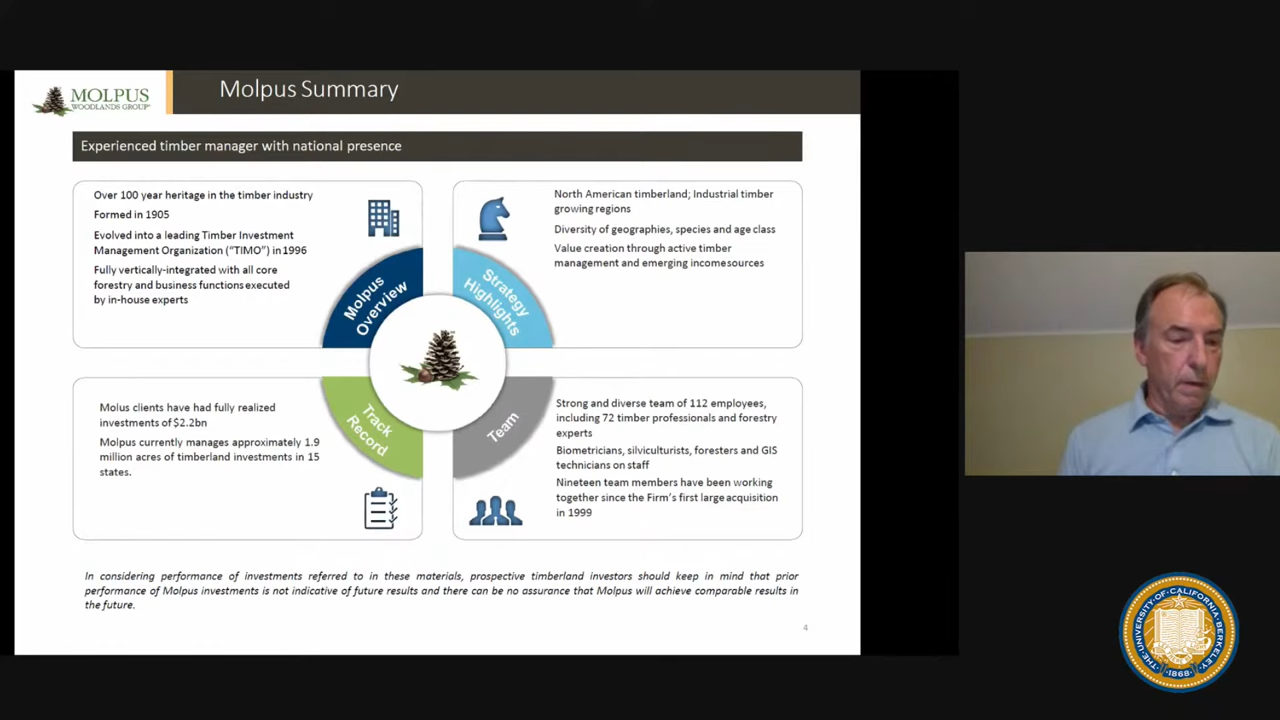 MOLPUS
WOODLANDS GROUP
Molpus Summary
Experienced timber manager with national presence
Over 100 year heritage in the timber industry
Formed in 1905
Evolved into a leading Timber Investment
Management Organization (“TIMO”) in 1996
Fully vertically-integrated with all core
forestry and business functions executed
by in-house experts
Molpus
Overview
North American timberland; Industrial timber
growing regions
Diversity of geographies, species and age class
Value creation through active timber
management and emerging income sources
Strategy
Highlights
Molus clients have had fully realized
investments of $2.2bn
Molpus currently manages approximately 1.9
million acres of timberland investments in 15
states.
Track
Record
Strong and diverse team of 112 employees,
including 72 timber professionals and forestry
experts
Biometricians, silviculturists, foresters and GIS
technicians on staff
Nineteen team members have been working
together since the Firm’s first large acquisition
in 1999
Team
In considering performance of investments referred to in these materials, prospective timberland investors should keep in mind that prior
performance of Molpus investments is not indicative of future results and there can be no assurance that Molpus will achieve comparable results in
the future.
4
THE UNIVERSITY OF CALIFORNIA BERKELEY
1868